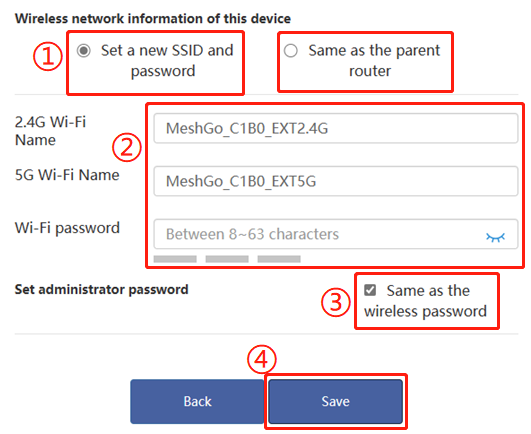 Wireless network information of this device
① Set a new SSID and
password
Same as the parent
router
2.4G Wi-Fi
Name
MeshGo_C1B0_EXT2.4G
②
5G Wi-Fi Name
MeshGo_C1B0_EXT5G
Wi-Fi password
Between 8~63 characters
Set administrator password
③ Same as the
wireless password
④
Back
Save